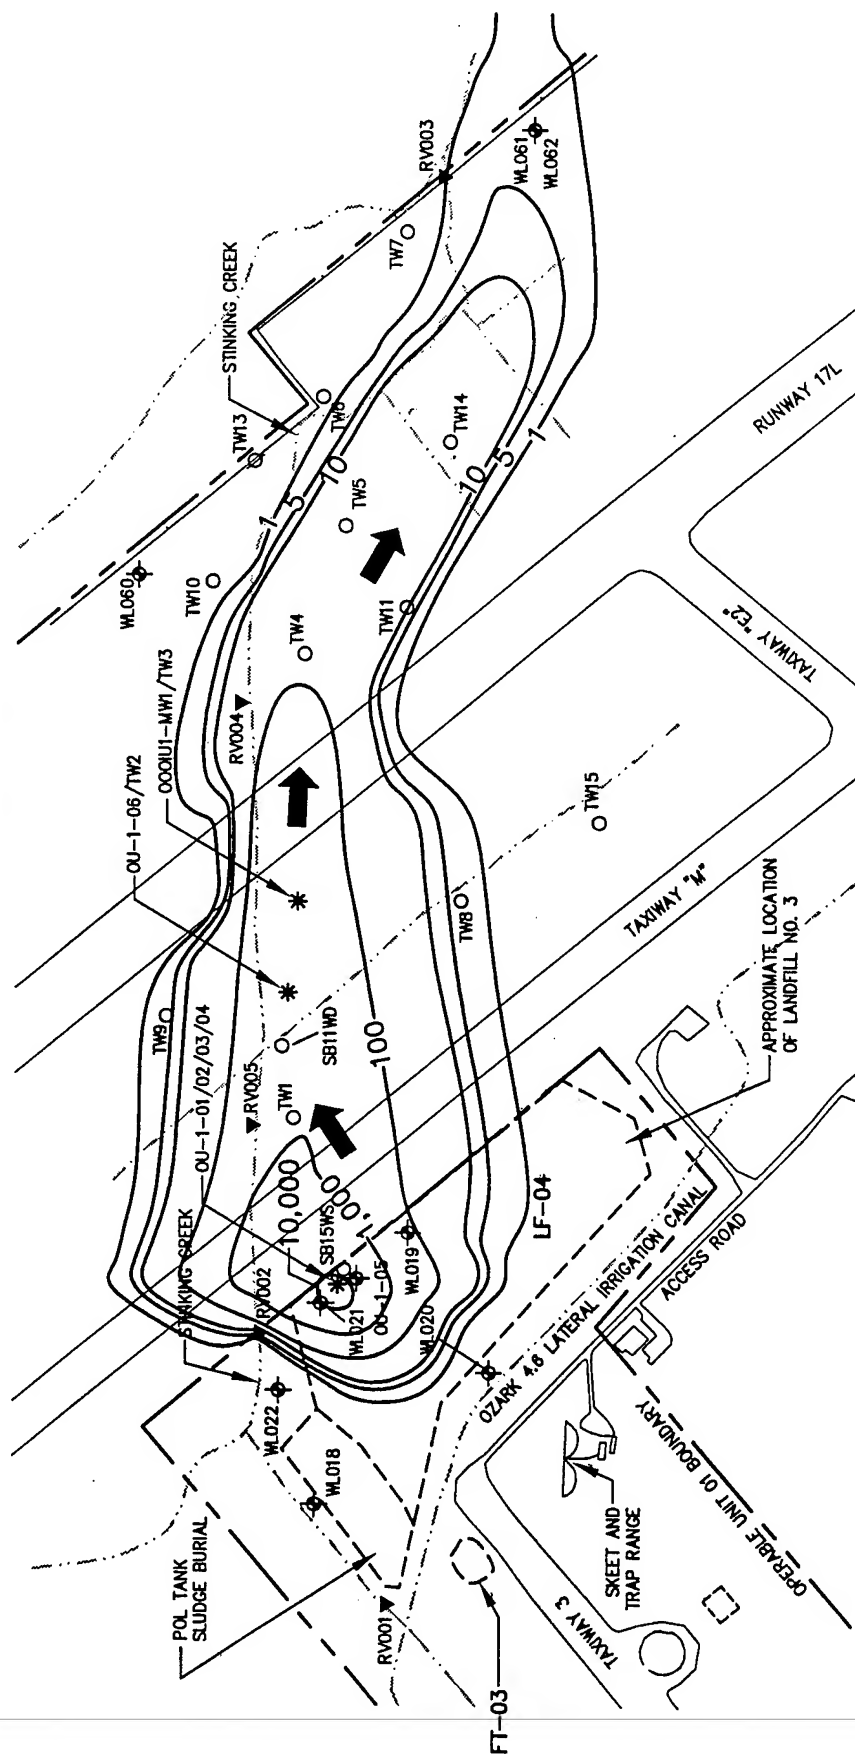 RV003
WL061
WL062
TW7
STINKING CREEK
TW6
TW13
TW14
RUNWAY 17L
1
5
10
10
5
1
TW5
WL060
TW10
TW11
TAXIWAY "E2"
TW4
OU-1-06/TW2
000IU1-MW1/TW3
RV004
TW15
TW8
TAXIWAY "M"
APPROXIMATE LOCATION
OF LANDFILL NO. 3
TW9
SB11WD
100
OU-1-01/02/03/04
RV005
TW1
10,000
SB15WS
LF-04
STINKING CREEK
RV002
WL021
OU-1-05
WL019
WL020
OZARK 4.6 LATERAL IRRIGATION CANAL
ACCESS ROAD
WL022
WL018
POL TANK
SLUDGE BURIAL
RV001
SKEET AND
TRAP RANGE
OPERABLE UNIT 01 BOUNDARY
TAXIWAY 3
FT-03